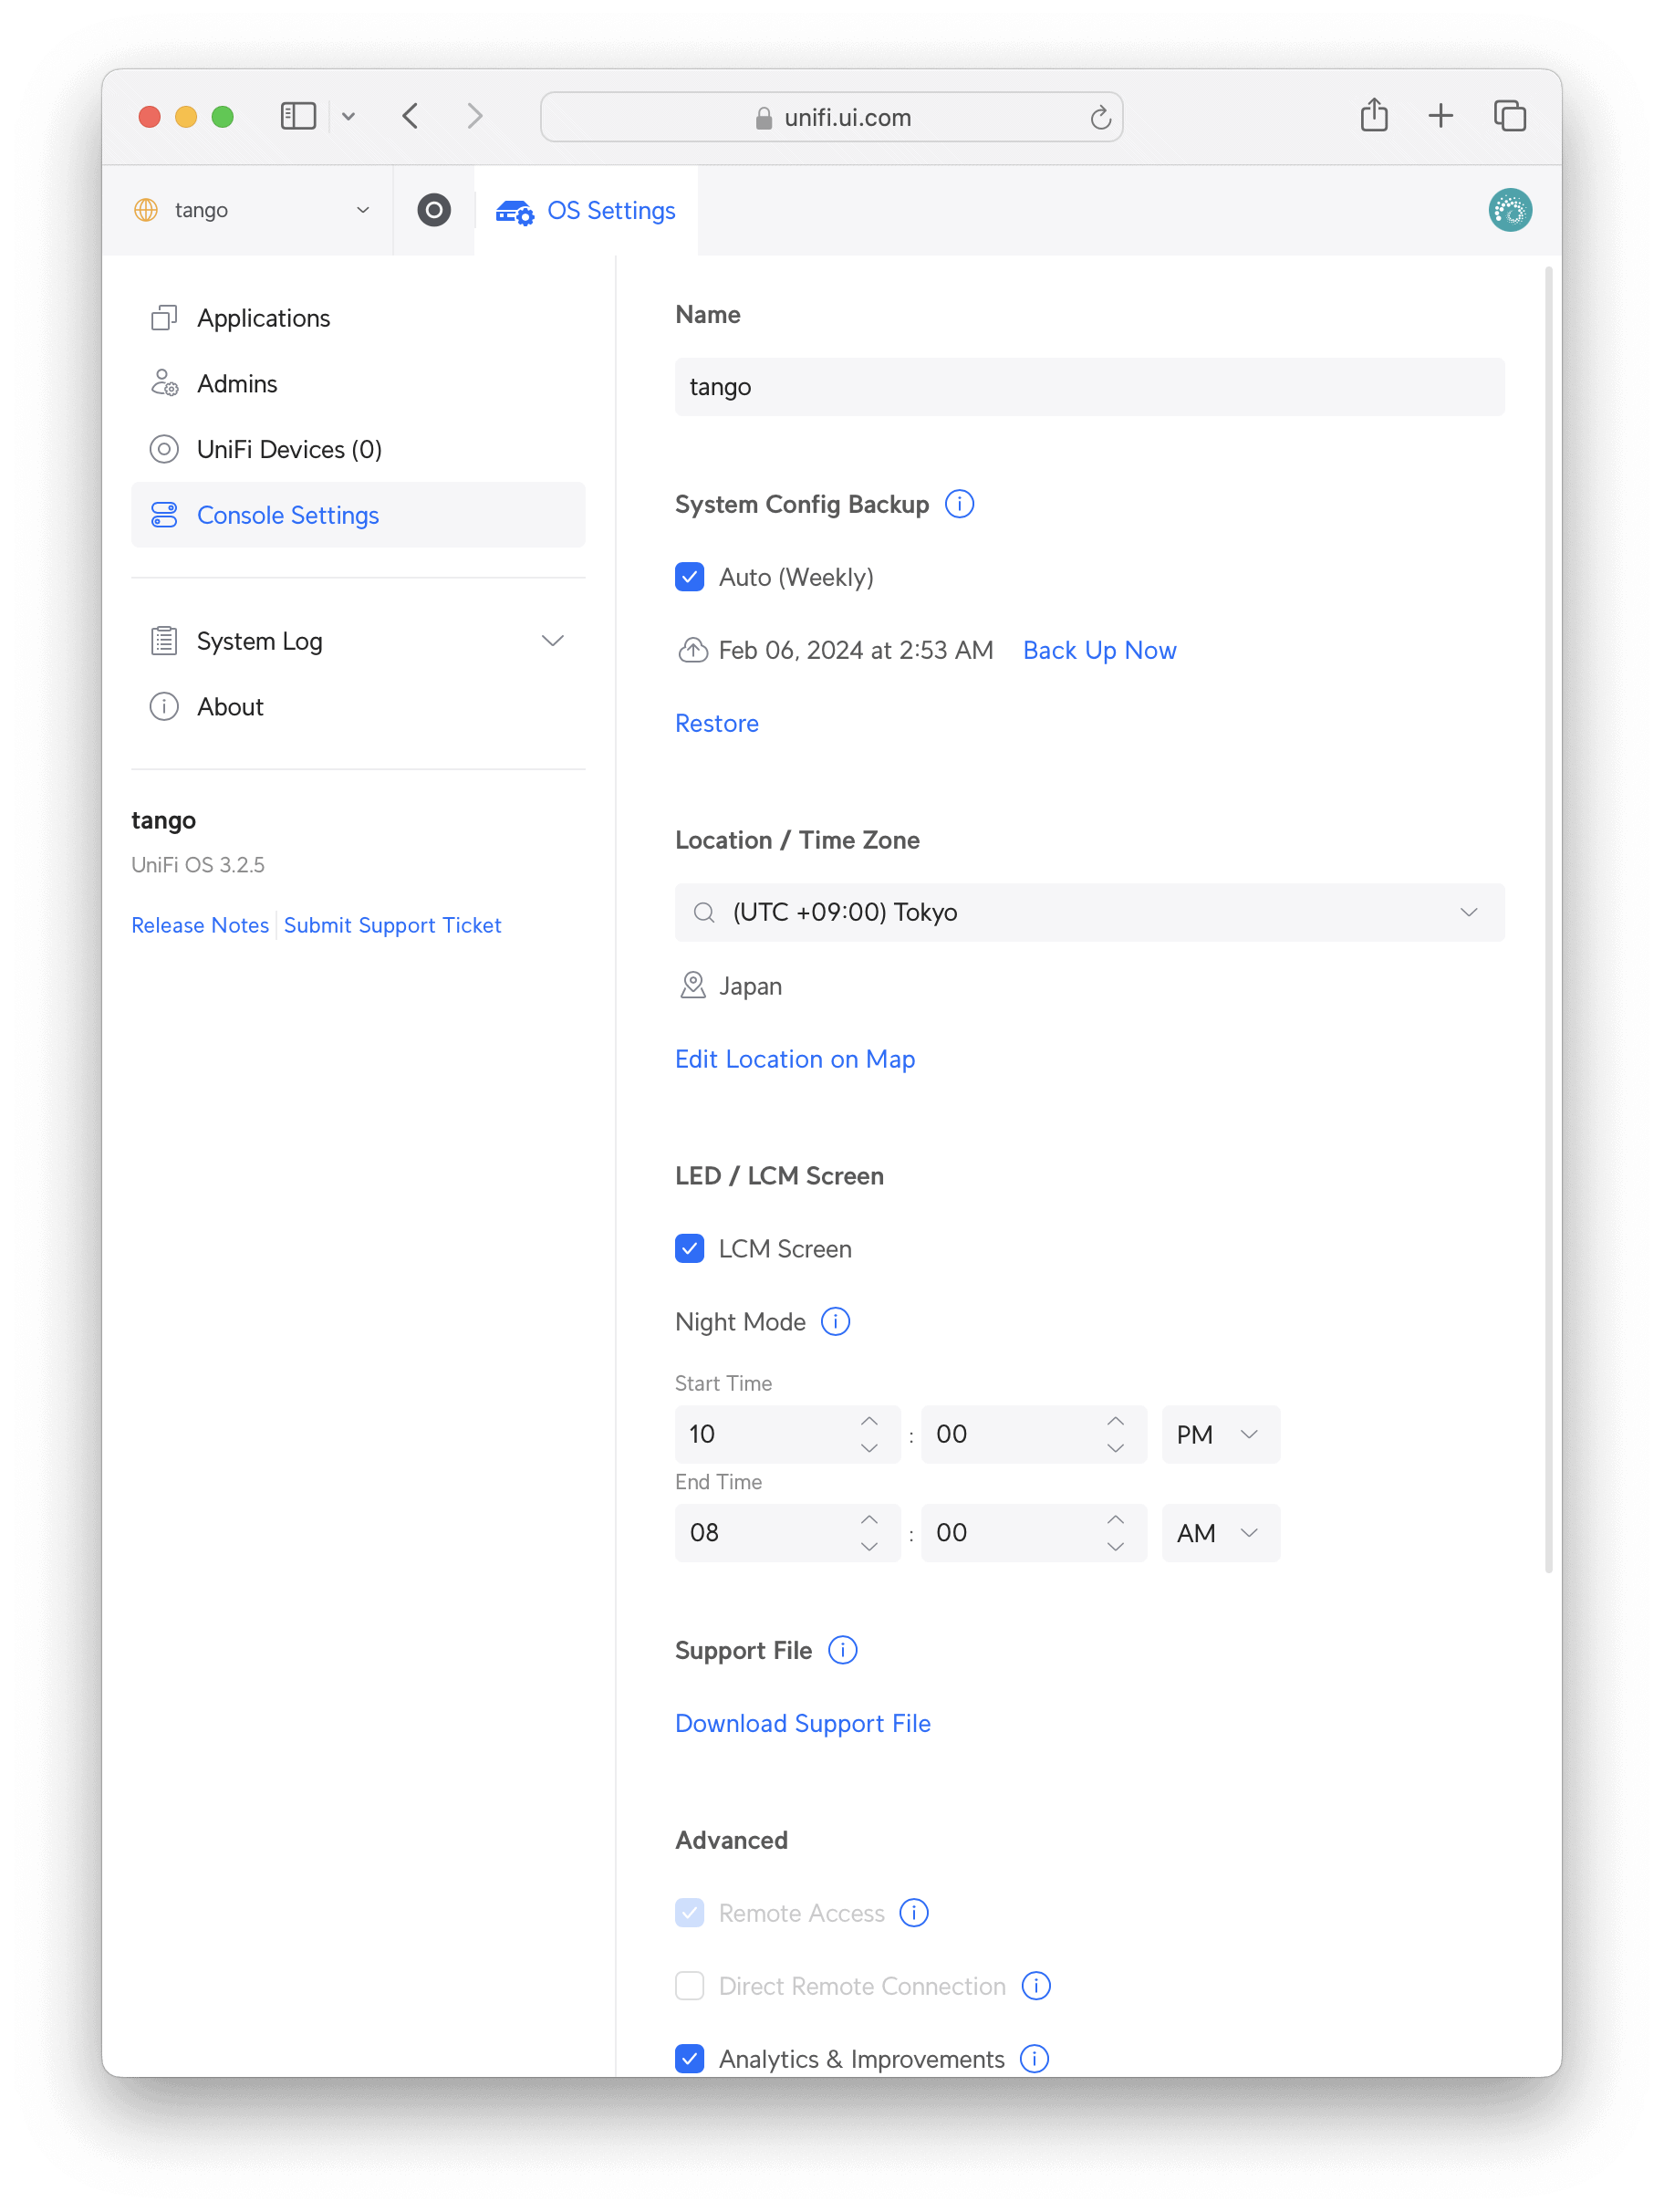 unifi.ui.com
tango
OS Settings
Applications
Admins
UniFi Devices (0)
Console Settings
System Log
About
tango
UniFi OS 3.2.5
Release Notes
Submit Support Ticket
Name
tango
System Config Backup
Auto (Weekly)
Feb 06, 2024 at 2:53 AM Back Up Now
Restore
Location / Time Zone
(UTC +09:00) Tokyo
Japan
Edit Location on Map
LED / LCM Screen
LCM Screen
Night Mode
Start Time
10 : 00 PM
End Time
08 : 00 AM
Support File
Download Support File
Advanced
Remote Access
Direct Remote Connection
Analytics & Improvements